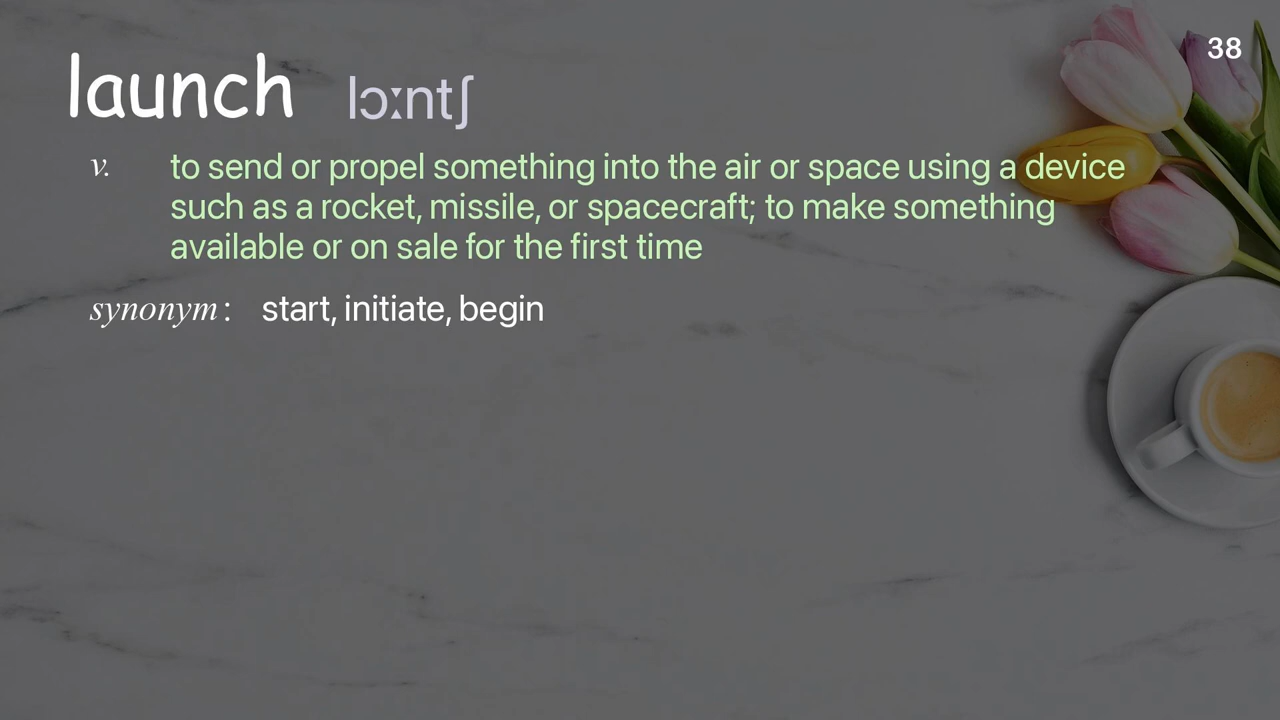 38
launch lɔːntʃ
v. to send or propel something into the air or space using a device
such as a rocket, missile, or spacecraft; to make something
available or on sale for the first time
synonym: start, initiate, begin